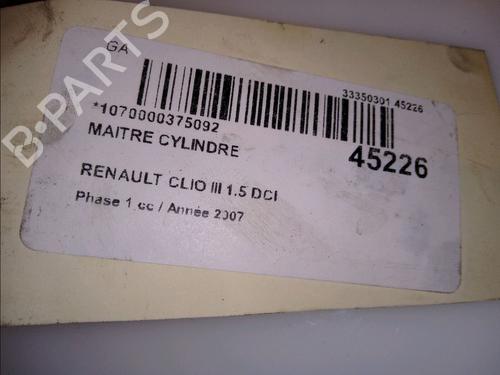 GA
33350301 45226
*1070000375092
MAITRE CYLINDRE
45226
RENAULT CLIO III 1.5 DCI
Phase 1 cc / Année 2007
B-PARTS